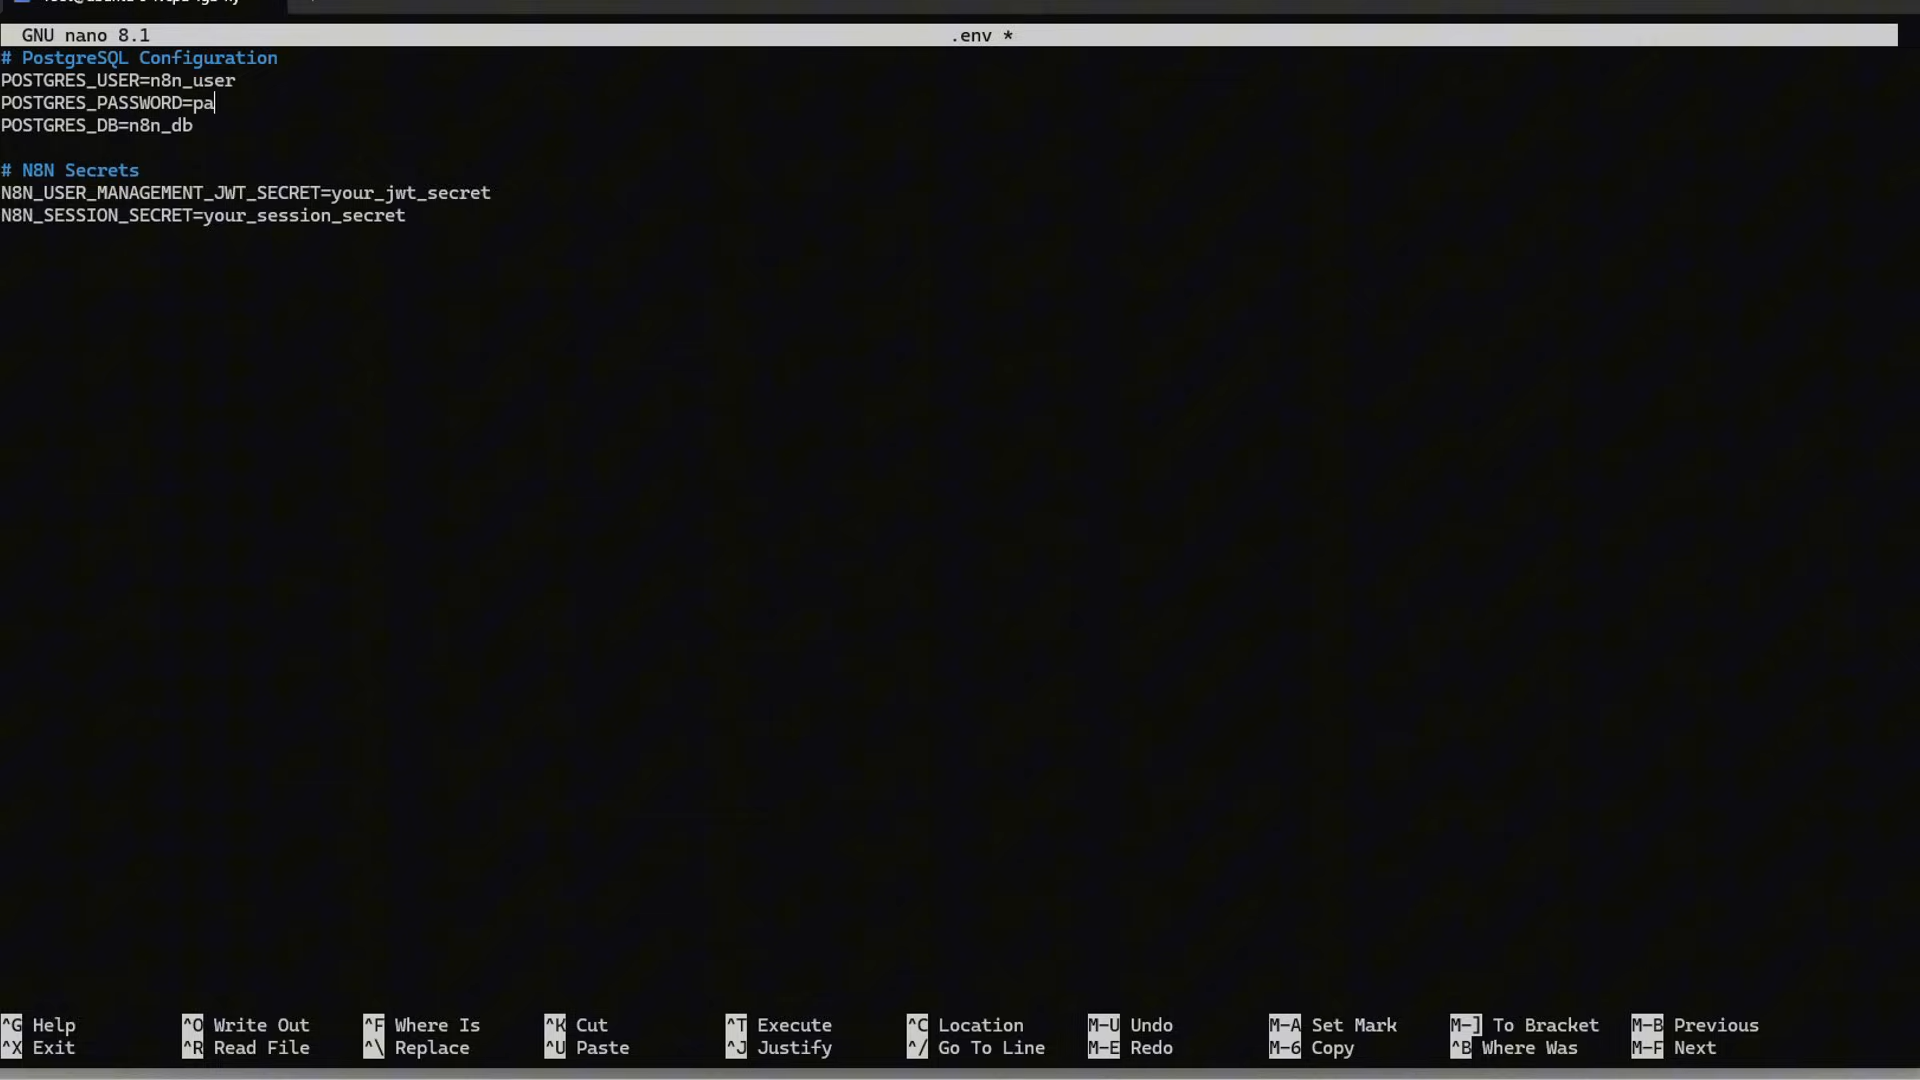 GNU nano 8.1 .env *
# PostgreSQL Configuration
POSTGRES_USER=n8n_user
POSTGRES_PASSWORD=pa
POSTGRES_DB=n8n_db
# N8N Secrets
N8N_USER_MANAGEMENT_JWT_SECRET=your_jwt_secret
N8N_SESSION_SECRET=your_session_secret
^G Help ^O Write Out ^F Where Is ^K Cut ^T Execute ^C Location M-U Undo M-A Set Mark M-] To Bracket M-B Previous
^X Exit ^R Read File ^\ Replace ^U Paste ^J Justify ^/ Go To Line M-E Redo M-6 Copy ^B Where Was M-F Next